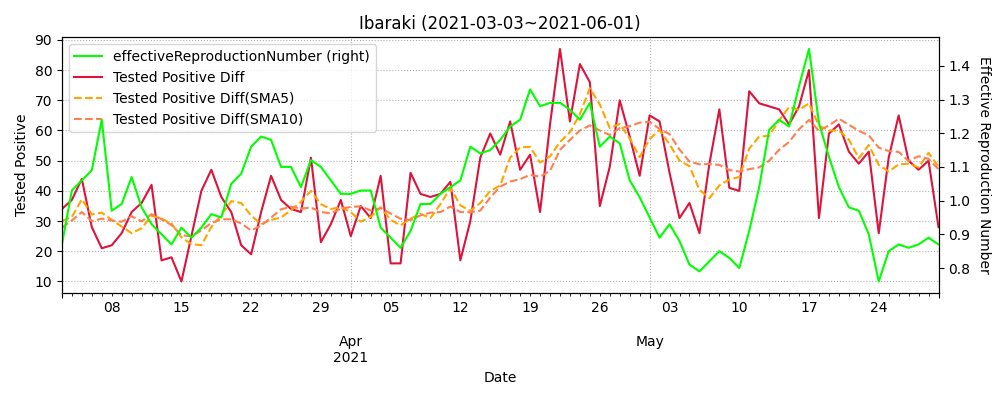 Ibaraki (2021-03-03~2021-06-01)
effectiveReproductionNumber (right)
Tested Positive Diff
Tested Positive Diff(SMA5)
Tested Positive Diff(SMA10)
Tested Positive
90
80
70
60
50
40
30
20
10
1.4
1.3
1.2
1.1
1.0
0.9
0.8
Effective Reproduction Number
08 15 22 29 05 12 19 26 03 10 17 24
Apr May
2021
Date